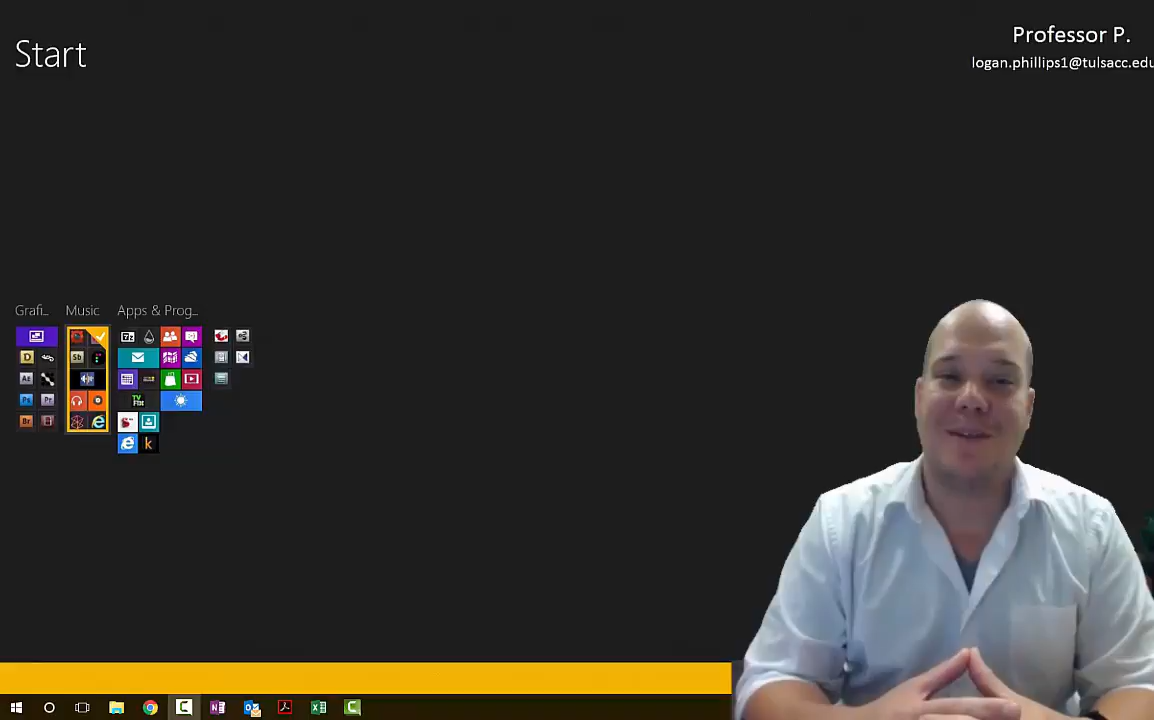 Start
Professor P.
logan.phillips1@tulsacc.edu
Grafi...
Music
Apps & Prog...